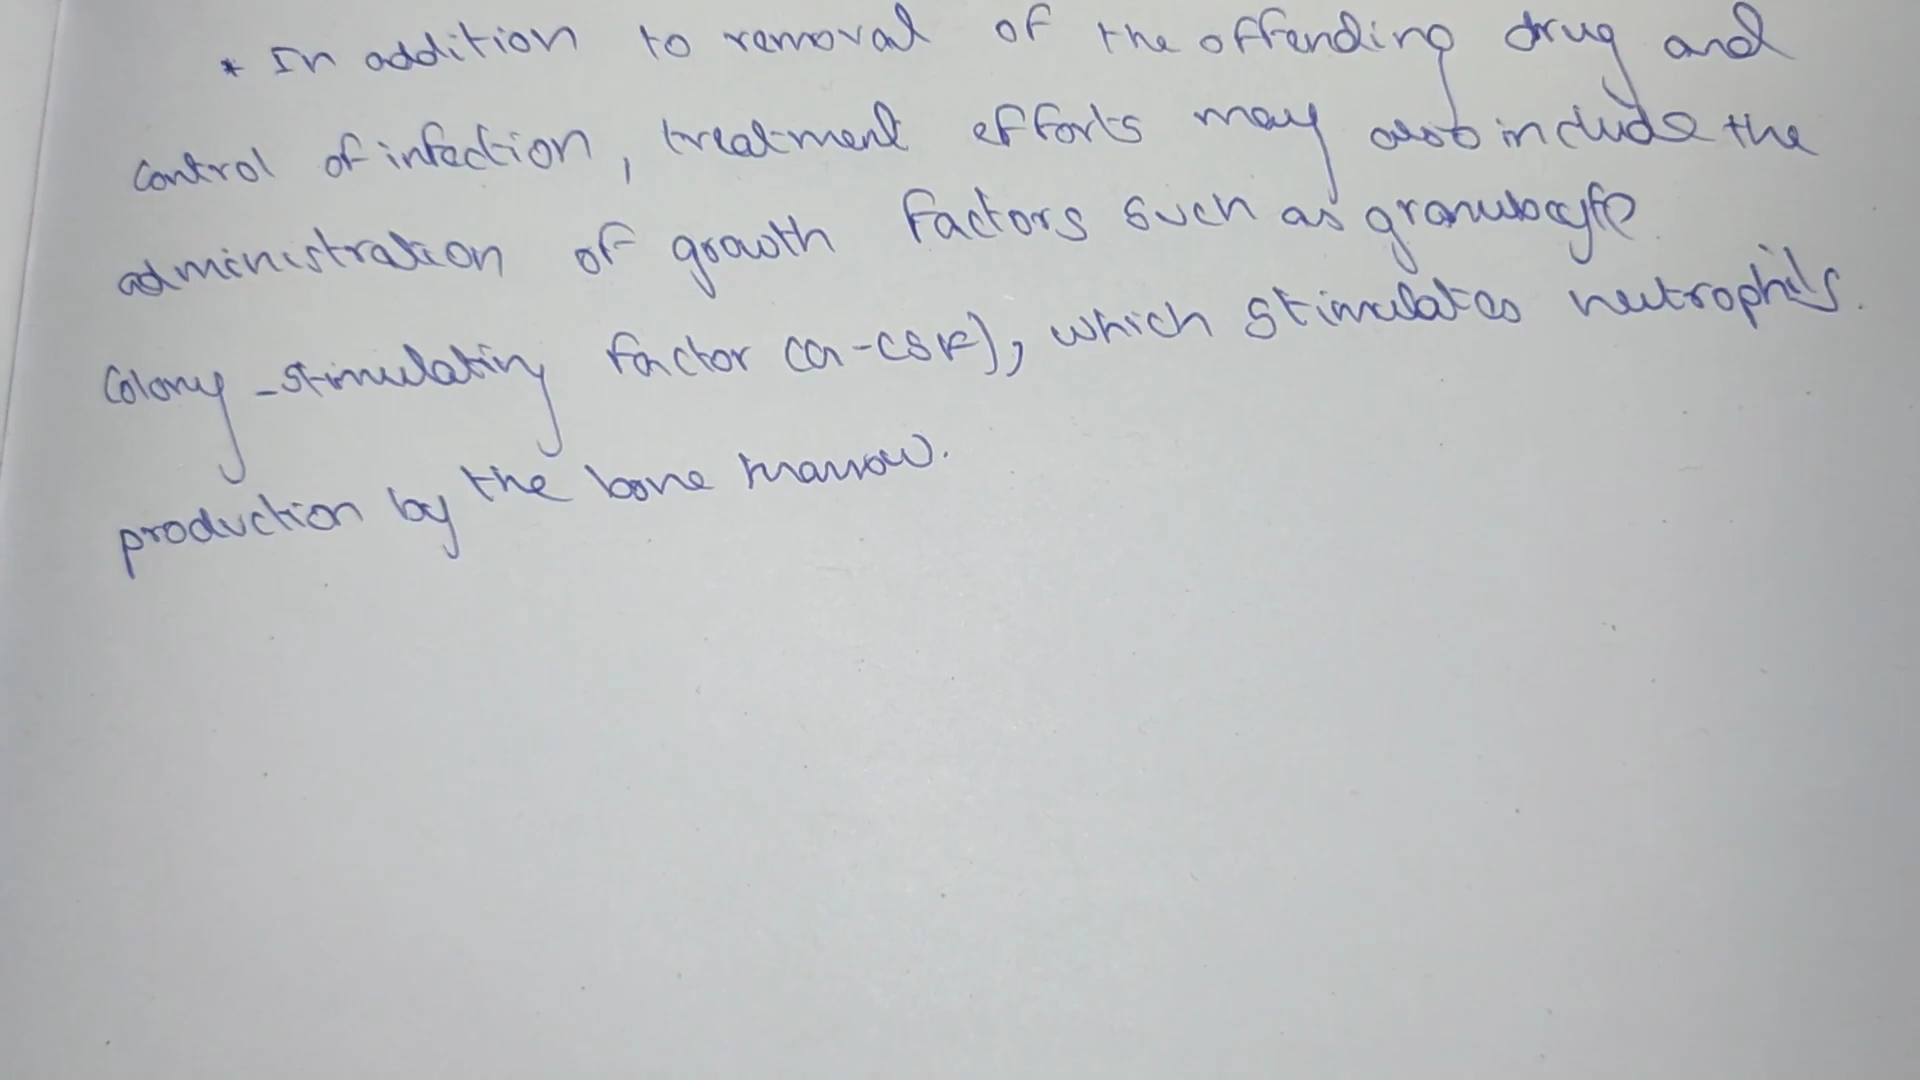 * In addition to removal of the offending drug and
control of infection, treatment efforts may also include the
administration of growth factors such as granulocyte
Colony-stimulating factor (G-CSF), which stimulates neutrophils.
production by the bone marrow.